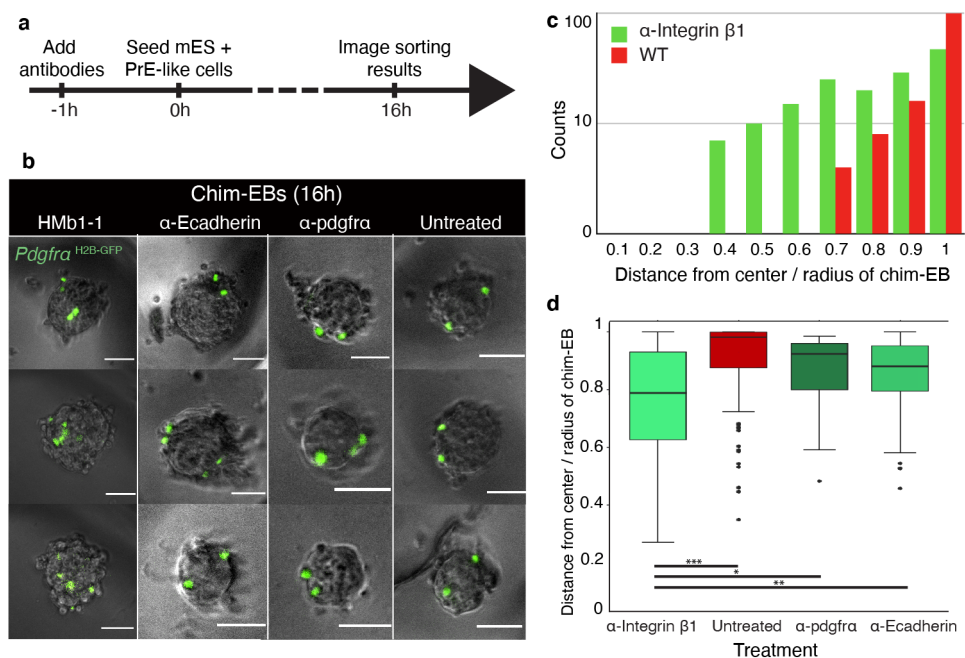 a
Add antibodies
Seed mES + PrE-like cells
Image sorting results
-1h
0h
16h
b
Chim-EBs (16h)
HMb1-1
α-Ecadherin
α-pdgfrα
Untreated
Pdgfrα H2B-GFP
c
α-Integrin β1
WT
Counts
100
10
0
0.1 0.2 0.3 0.4 0.5 0.6 0.7 0.8 0.9 1
Distance from center / radius of chim-EB
d
Distance from center / radius of chim-EB
1
0.8
0.6
0.4
0.2
1
***
*
**
α-Integrin β1
Untreated
α-pdgfrα
α-Ecadherin
Treatment